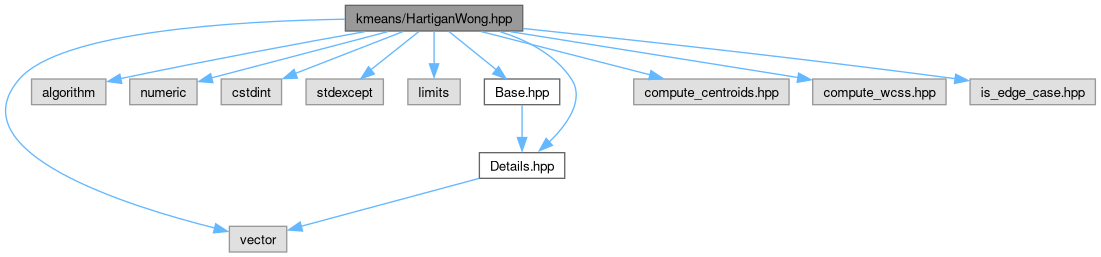 kmeans/HartiganWong.hpp
algorithm
numeric
cstdint
stdexcept
limits
Base.hpp
compute_centroids.hpp
compute_wcss.hpp
is_edge_case.hpp
Details.hpp
vector